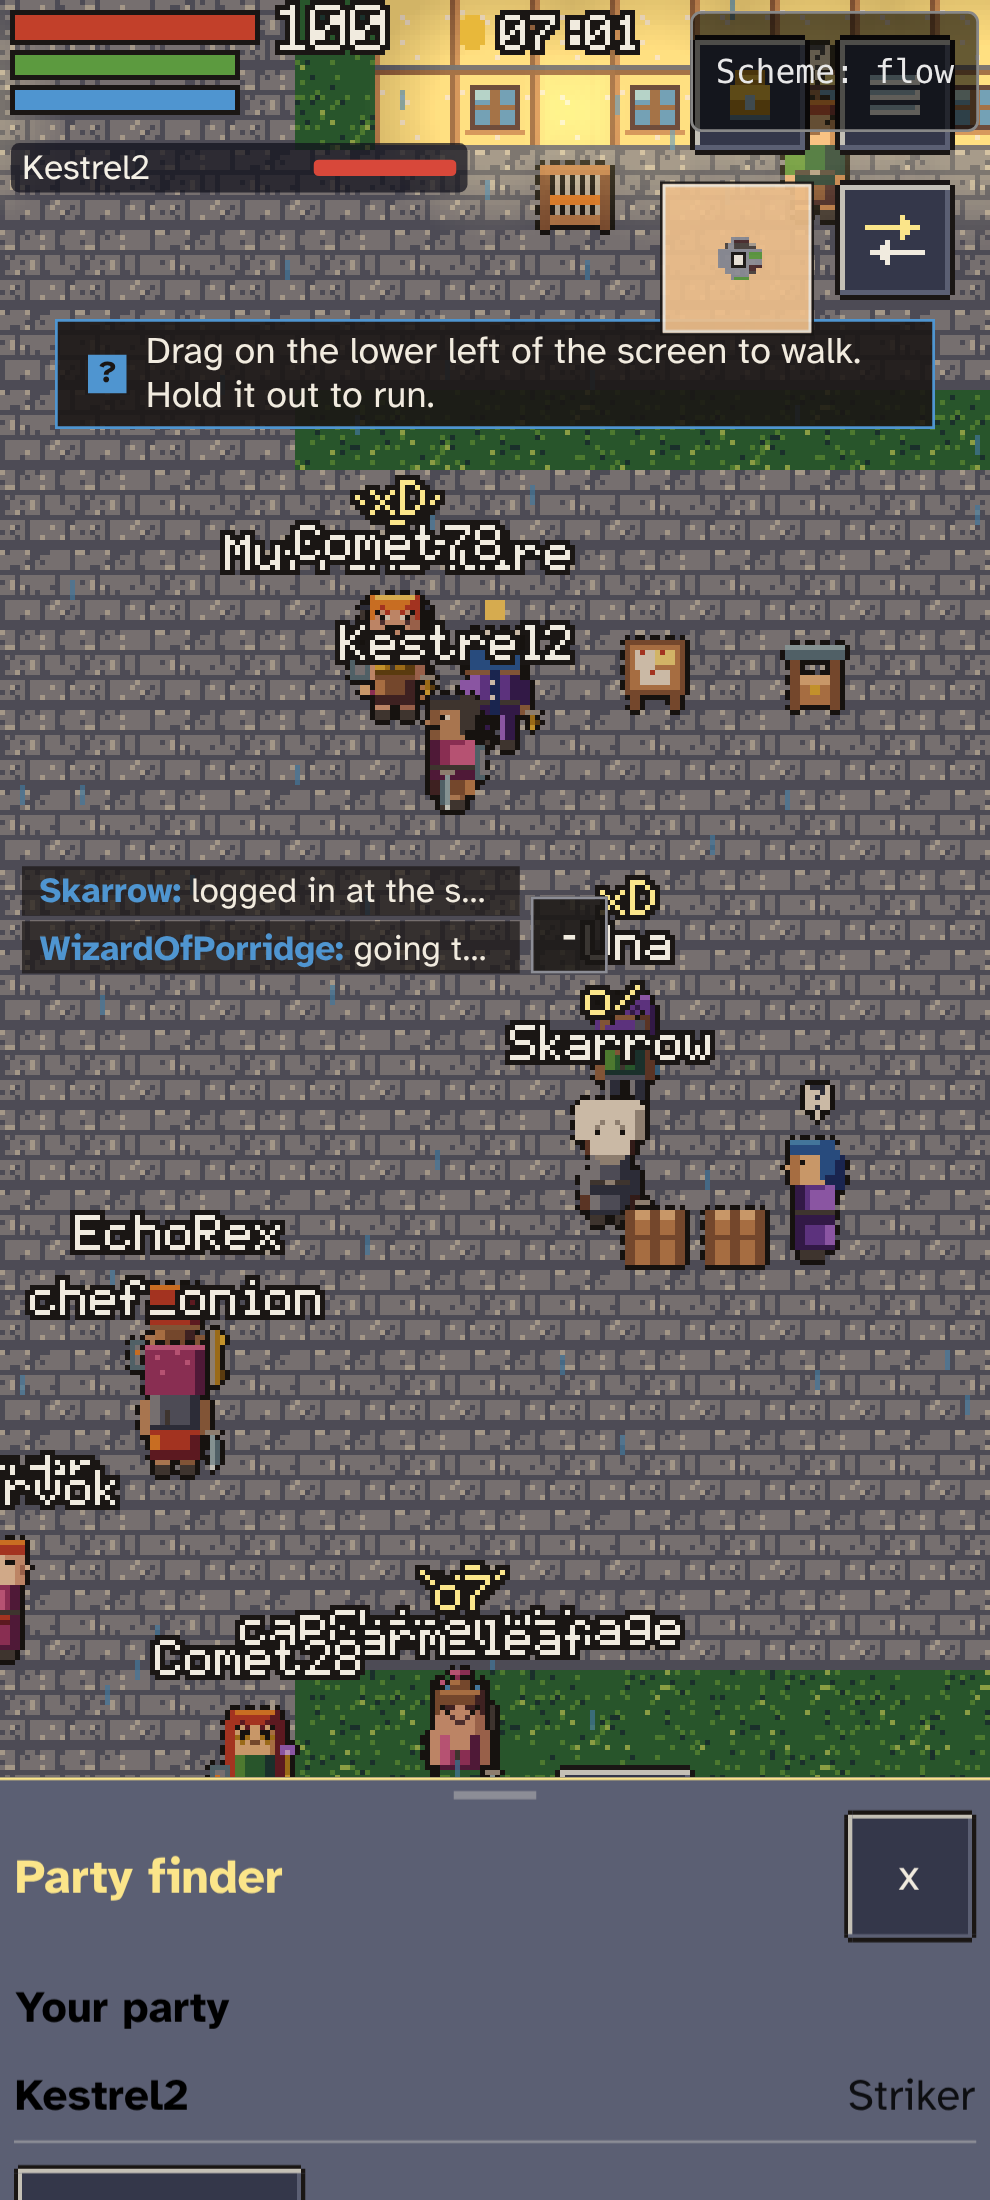 100
07:01
Scheme: flow
Kestrel2
?
Drag on the lower left of the screen to walk.
Hold it out to run.
xD
Comet78
Kestrel2
Skarrow: logged in at the s...
WizardOfPorridge: going t...
-
xD
Una
o/
Skarrow
?
EchoRex
chef_onion
o7
Comet28
Party finder
x
Your party
Kestrel2
Striker